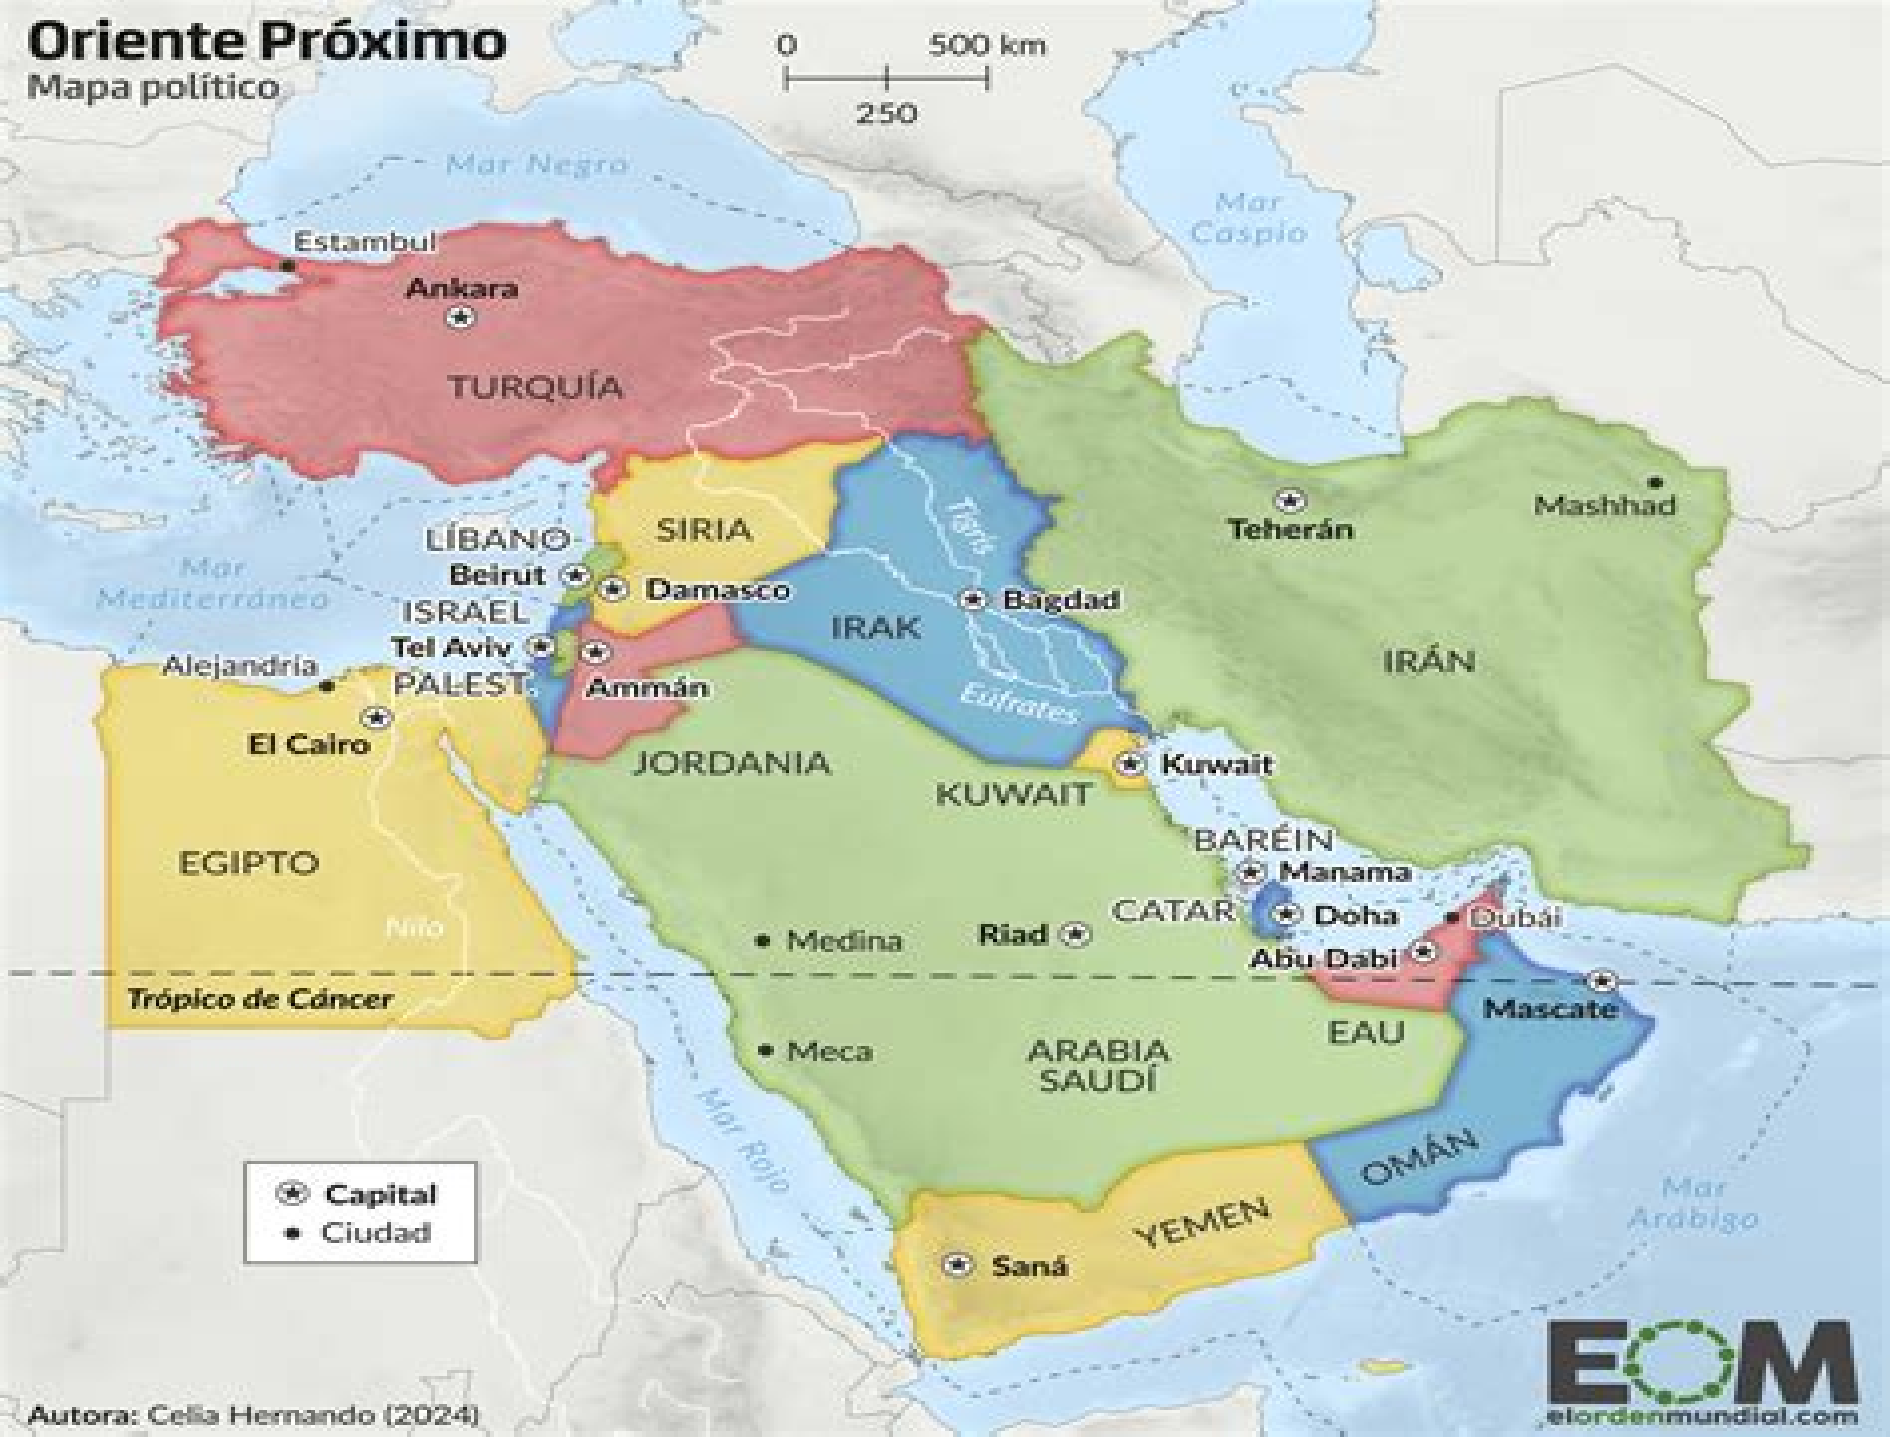 Oriente Próximo
Mapa político
0
500 km
250
Mar Negro
Mar
Caspio
Estambul
Ankara
TURQUÍA
Teherán
Mashhad
SIRIA
Tigris
LÍBANO
Beirut
Damasco
Mar
Mediterráneo
ISRAEL
IRAK
Bagdad
IRÁN
Tel Aviv
Alejandría
PALEST.
Ammán
Eúfrates
El Cairo
JORDANIA
Kuwait
KUWAIT
EGIPTO
BARÉIN
Manama
CATAR
Doha
Dubái
Nilo
Medina
Riad
Abu Dabi
Trópico de Cáncer
Mascate
EAU
Meca
ARABIA
SAUDÍ
Mar Rojo
OMÁN
Capital
Ciudad
YEMEN
Mar
Arábigo
Saná
EOM
elordenmundial.com
Autora: Celia Hernando (2024)